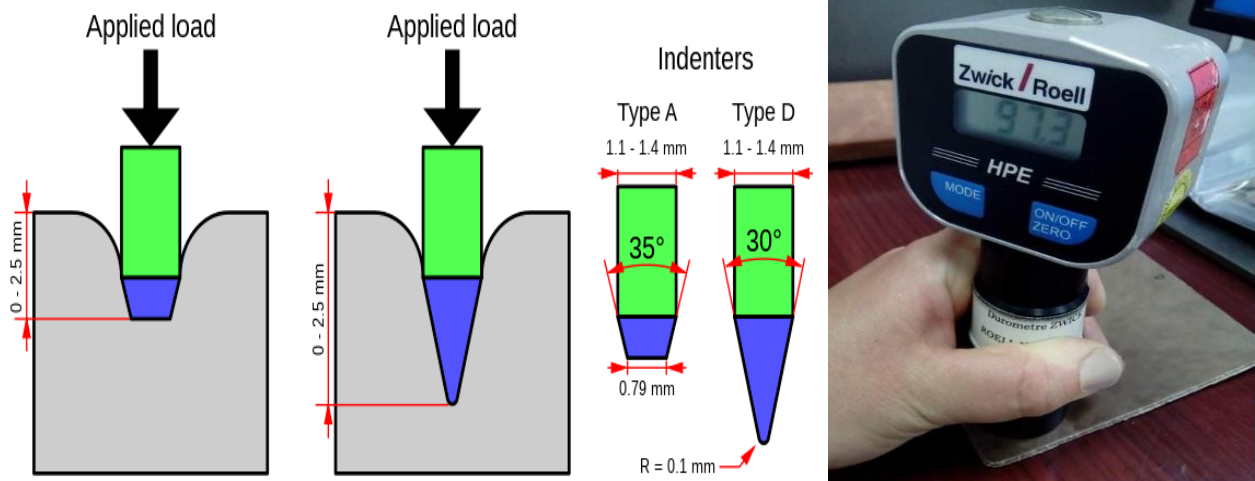 Applied load
0 - 2.5 mm
Applied load
0 - 2.5 mm
Indenters
Type A
1.1 - 1.4 mm
35°
0.79 mm
Type D
1.1 - 1.4 mm
30°
R = 0.1 mm
Zwick / Roell
97.3
HPE
MODE
ON/OFF
ZERO
Durometre ZWICK
ROELL